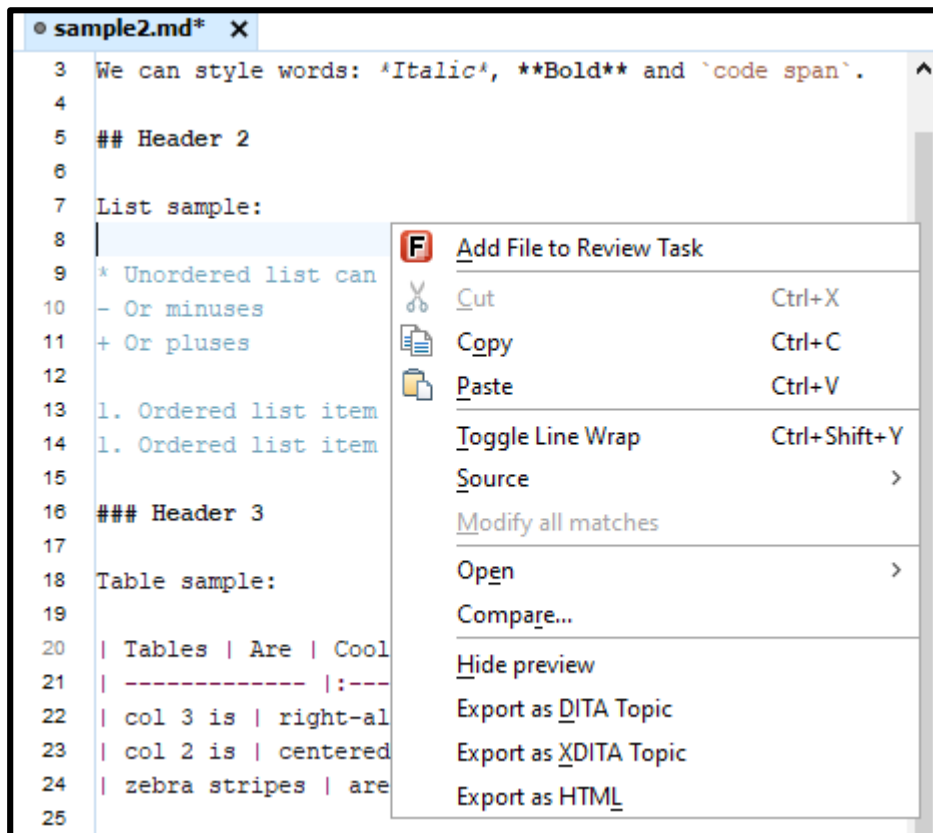 sample2.md*
3 We can style words: *Italic*, **Bold** and `code span`.
4
5 ## Header 2
6
7 List sample:
8
9 * Unordered list can
10 - Or minuses
11 + Or pluses
12
13 1. Ordered list item
14 1. Ordered list item
15
16 ### Header 3
17
18 Table sample:
19
20 | Tables | Are | Cool
21 | ------------- |:---
22 | col 3 is | right-al
23 | col 2 is | centered
24 | zebra stripes | are
25
F Add File to Review Task
Cut Ctrl+X
Copy Ctrl+C
Paste Ctrl+V
Toggle Line Wrap Ctrl+Shift+Y
Source
Modify all matches
Open
Compare...
Hide preview
Export as DITA Topic
Export as XDITA Topic
Export as HTML